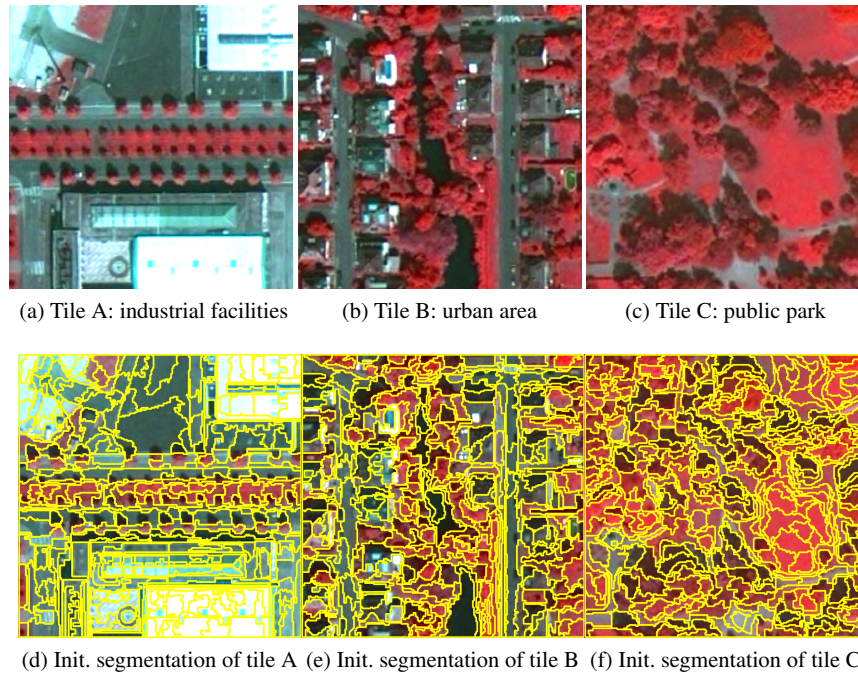 (a) Tile A: industrial facilities
(b) Tile B: urban area
(c) Tile C: public park
(d) Init. segmentation of tile A
(e) Init. segmentation of tile B
(f) Init. segmentation of tile C